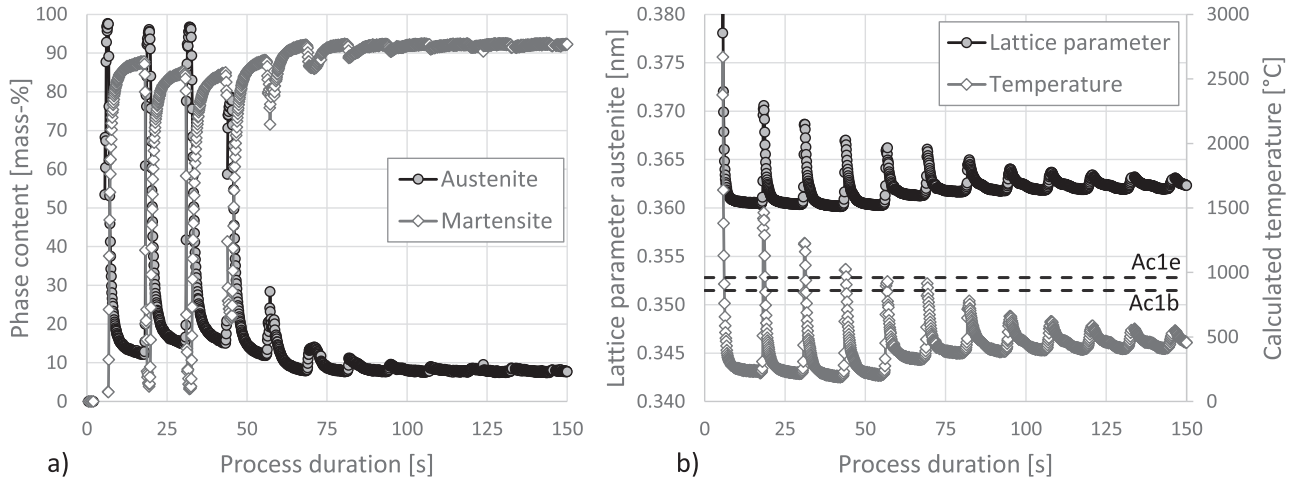 100
90
80
70
60
50
40
30
20
10
0
Phase content [mass-%]
Austenite
Martensite
0 25 50 75 100 125 150
a) Process duration [s]
0.380
0.375
0.370
0.365
0.360
0.355
0.350
0.345
0.340
Lattice parameter austenite [nm]
Lattice parameter
Temperature
Ac1e
Ac1b
3000
2500
2000
1500
1000
500
0
Calculated temperature [°C]
0 25 50 75 100 125 150
b) Process duration [s]